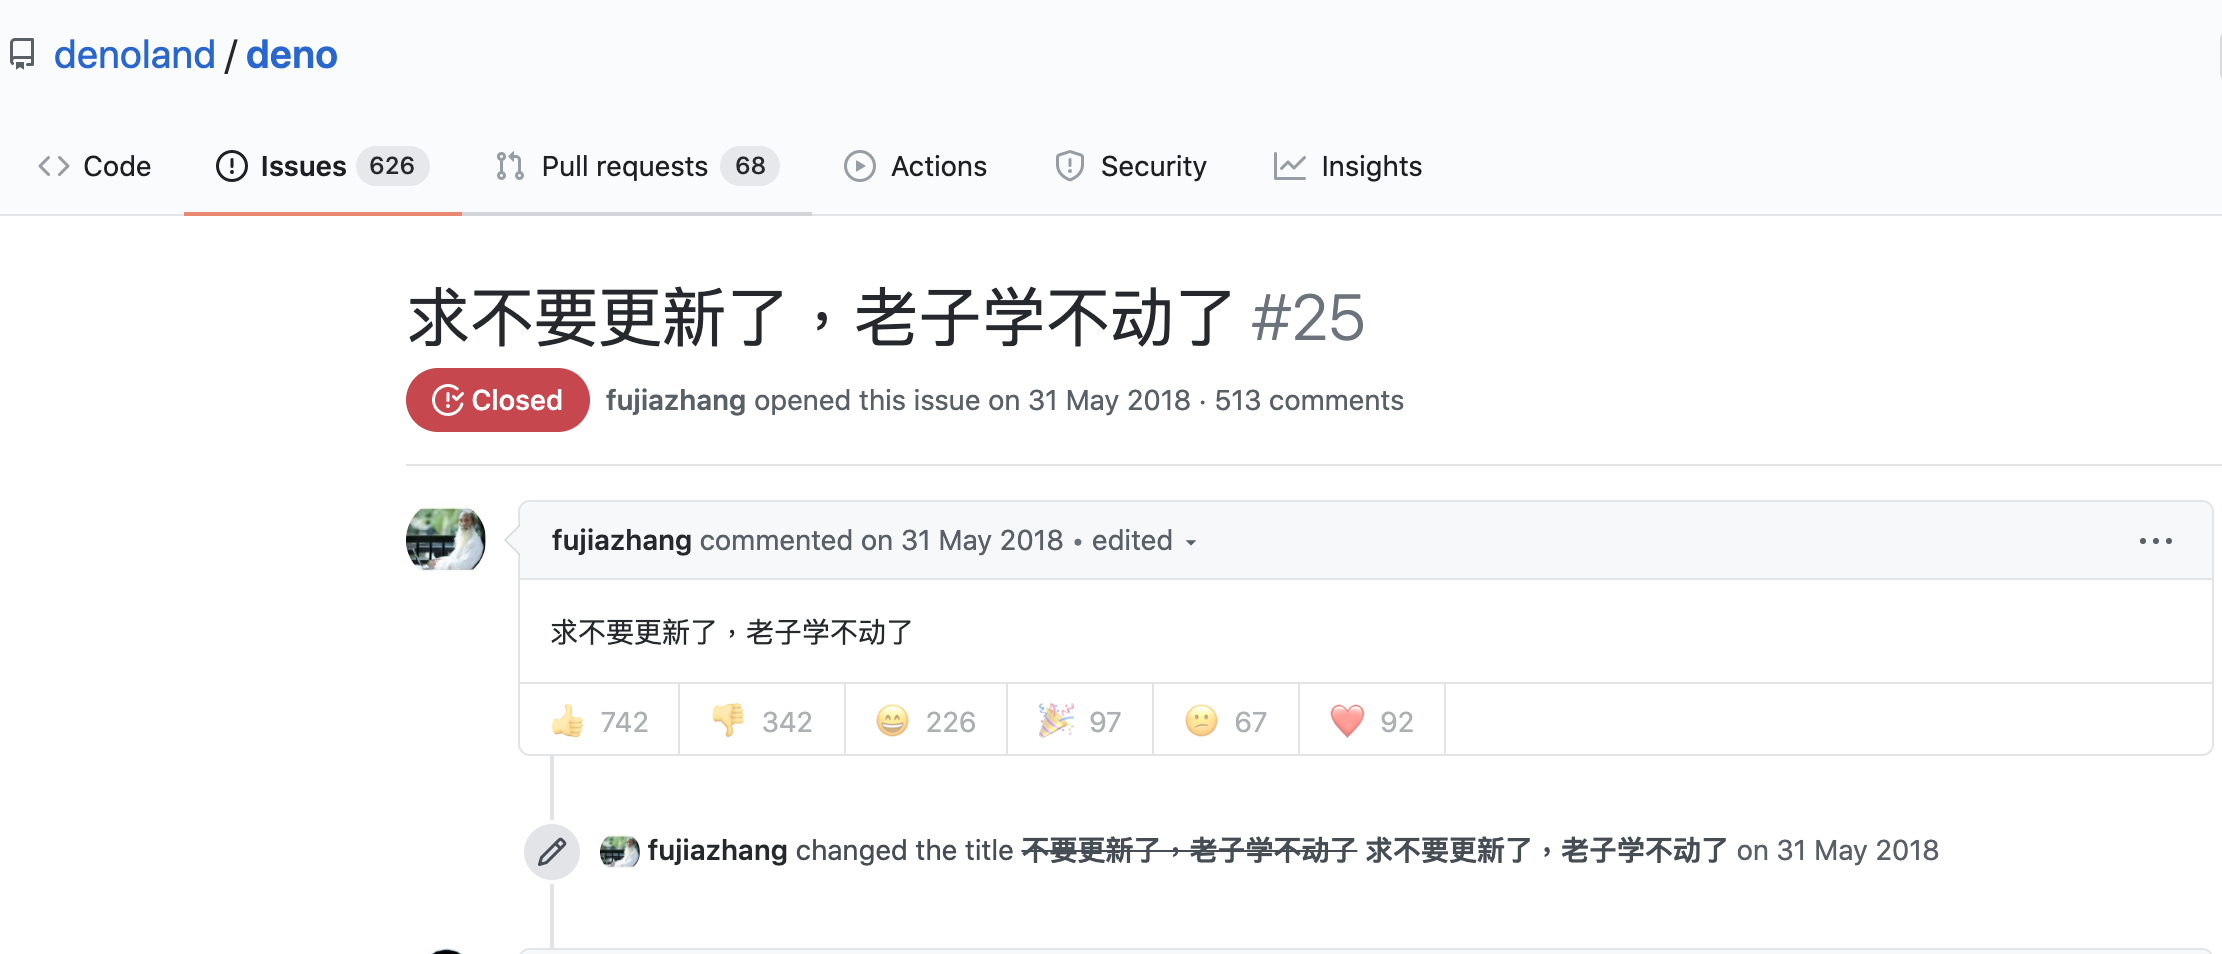 denoland / deno
Code Issues 626 Pull requests 68 Actions Security Insights
求不要更新了，老子学不动了 #25
Closed fujiazhang opened this issue on 31 May 2018 · 513 comments
fujiazhang commented on 31 May 2018 • edited
求不要更新了，老子学不动了
742 342 226 97 67 92
fujiazhang changed the title 不要更新了，老子学不动了 求不要更新了，老子学不动了 on 31 May 2018